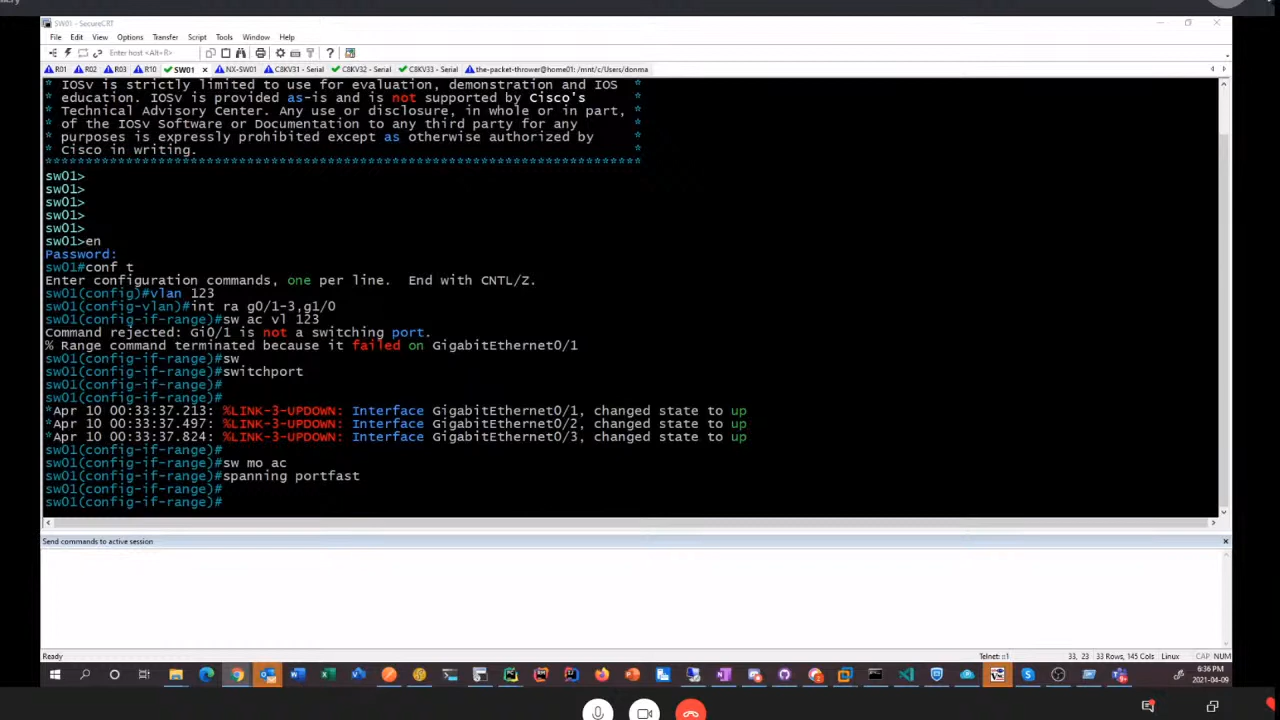 SW01 - SecureCRT
File Edit View Options Transfer Script Tools Window Help
Enter host <Alt+R>
R01 R02 R03 R10 SW01 NX-SW01 C8KV31 - Serial C8KV32 - Serial C8KV33 - Serial the-packet-thrower@home01: /mnt/c/Users/donma
* IOSv is strictly limited to use for evaluation, demonstration and IOS *
* education. IOSv is provided as-is and is not supported by Cisco's *
* Technical Advisory Center. Any use or disclosure, in whole or in part, *
* of the IOSv Software or Documentation to any third party for any *
* purposes is expressly prohibited except as otherwise authorized by *
* Cisco in writing. *
**************************************************************************
sw01>
sw01>
sw01>
sw01>
sw01>
sw01>en
Password:
sw01#conf t
Enter configuration commands, one per line. End with CNTL/Z.
sw01(config)#vlan 123
sw01(config-vlan)#int ra g0/1-3,g1/0
sw01(config-if-range)#sw ac vl 123
Command rejected: Gi0/1 is not a switching port.
% Range command terminated because it failed on GigabitEthernet0/1
sw01(config-if-range)#sw
sw01(config-if-range)#switchport
sw01(config-if-range)#
sw01(config-if-range)#
*Apr 10 00:33:37.213: %LINK-3-UPDOWN: Interface GigabitEthernet0/1, changed state to up
*Apr 10 00:33:37.497: %LINK-3-UPDOWN: Interface GigabitEthernet0/2, changed state to up
*Apr 10 00:33:37.824: %LINK-3-UPDOWN: Interface GigabitEthernet0/3, changed state to up
sw01(config-if-range)#
sw01(config-if-range)#sw mo ac
sw01(config-if-range)#spanning portfast
sw01(config-if-range)#
sw01(config-if-range)#
Send commands to active session
Ready Telnet: ::1 33, 23 33 Rows, 145 Cols Linux CAP NUM
6:36 PM
2021-04-09